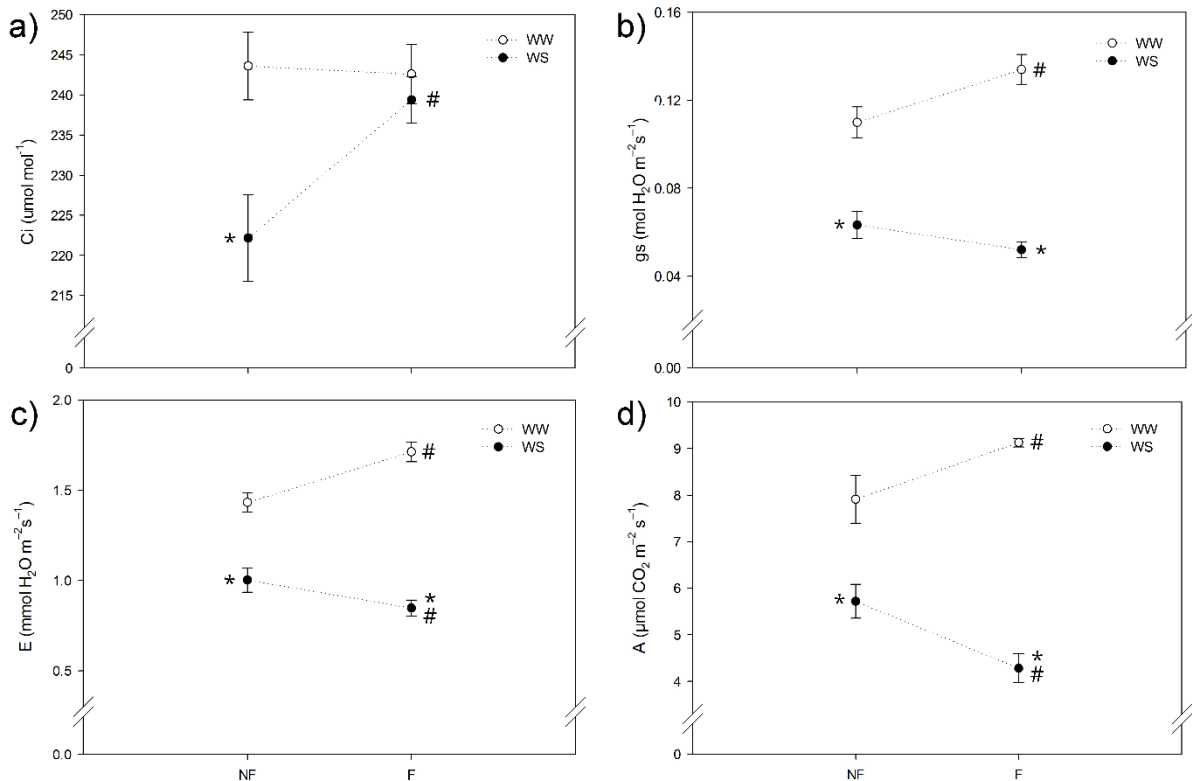 a)
250
245
240
235
230
225
220
215
0
Ci (umol mol⁻¹)
WW
WS
*
#
b)
0.16
0.12
0.08
0.04
0.00
gs (mol H₂O m⁻²s⁻¹)
WW
WS
#
*
*
c)
2.0
1.5
1.0
0.5
0.0
E (mmol H₂O m⁻²s⁻¹)
WW
WS
#
*
*
#
NF
F
d)
10
9
8
7
6
5
4
0
A (µmol CO₂ m⁻² s⁻¹)
WW
WS
#
*
*
#
NF
F